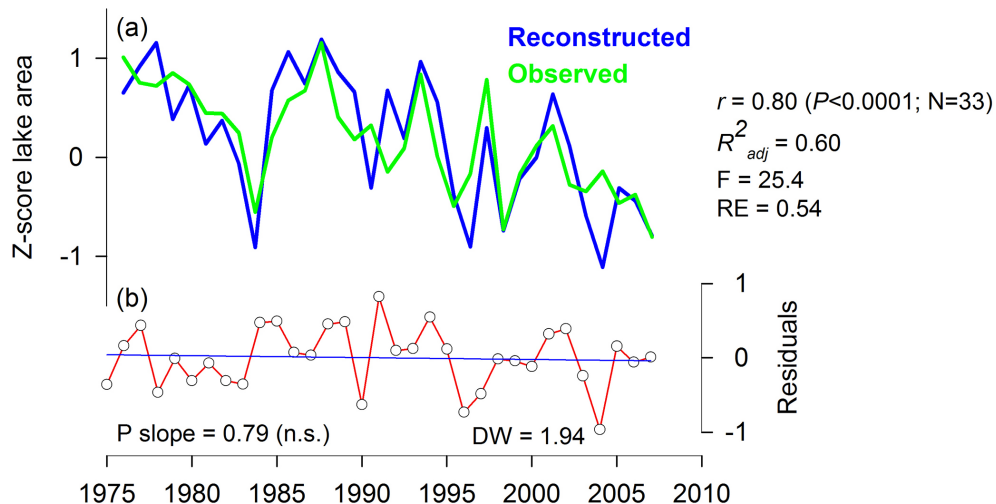 (a)
Reconstructed
Observed
1
0
-1
Z-score lake area
r = 0.80 (P<0.0001; N=33)
R²adj = 0.60
F = 25.4
RE = 0.54
(b)
1
0
-1
Residuals
P slope = 0.79 (n.s.)
DW = 1.94
1975 1980 1985 1990 1995 2000 2005 2010